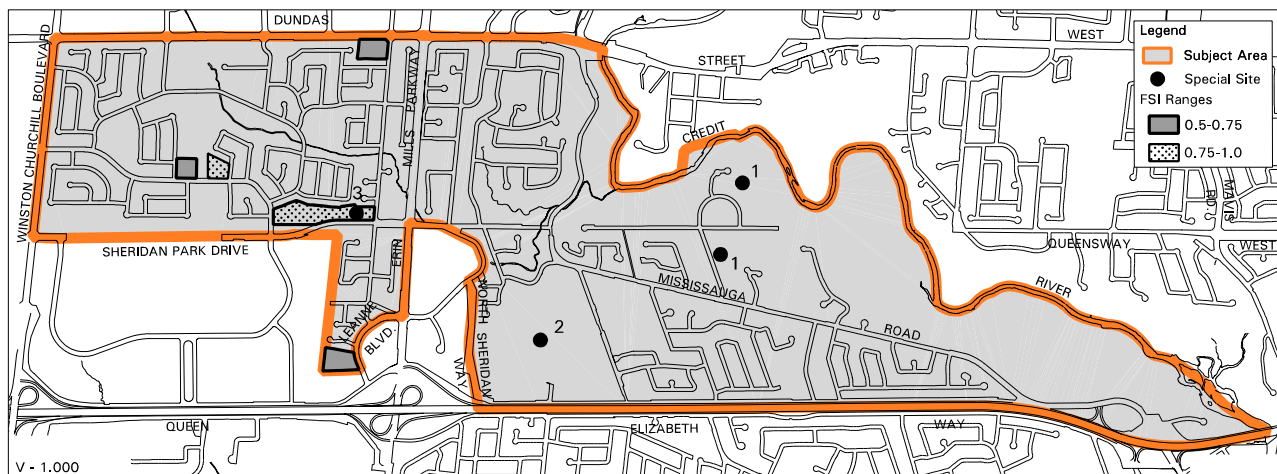 DUNDAS
STREET
WEST
WINSTON CHURCHILL BOULEVARD
MILLS PARKWAY
ERIN
CREDIT
RIVER
1
1
2
3
SHERIDAN PARK DRIVE
LEANNE
BLVD.
NORTH SHERIDAN
WAY
MISSISSAUGA
ROAD
QUEENSWAY
WEST
MAVIS
RD
QUEEN
ELIZABETH
WAY
Legend
Subject Area
Special Site
FSI Ranges
0.5-0.75
0.75-1.0
V - 1.000